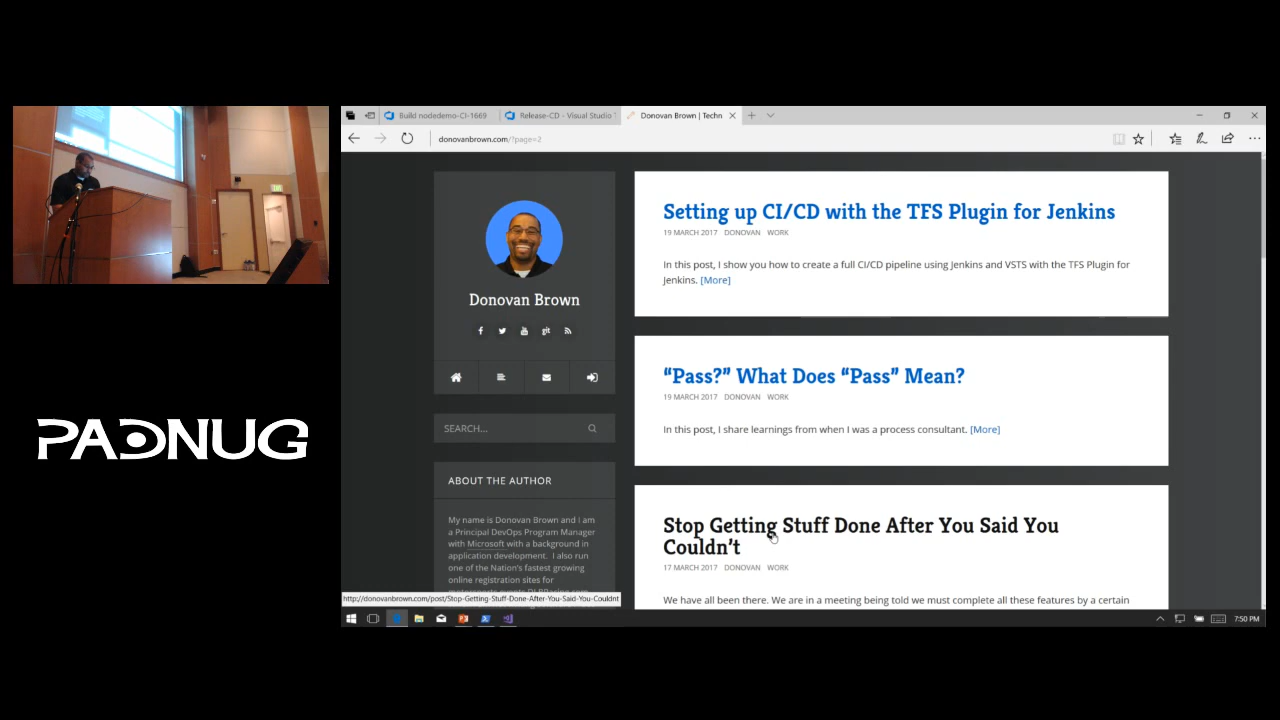 Build nodedemo-CI-1669
Release-CD - Visual Studio
Donovan Brown | Techn
donovanbrown.com/?page=2
Setting up CI/CD with the TFS Plugin for Jenkins
19 MARCH 2017 DONOVAN WORK
In this post, I show you how to create a full CI/CD pipeline using Jenkins and VSTS with the TFS Plugin for
Jenkins. [More]
Donovan Brown
git
“Pass?” What Does “Pass” Mean?
19 MARCH 2017 DONOVAN WORK
In this post, I share learnings from when I was a process consultant. [More]
SEARCH...
PADNUG
ABOUT THE AUTHOR
My name is Donovan Brown and I am
a Principal DevOps Program Manager
with Microsoft with a background in
application development. I also run
one of the Nation's fastest growing
online registration sites for
Stop Getting Stuff Done After You Said You
Couldn’t
17 MARCH 2017 DONOVAN WORK
We have all been there. We are in a meeting being told we must complete all these features by a certain
http://donovanbrown.com/post/Stop-Getting-Stuff-Done-After-You-Said-You-Couldnt
7:50 PM